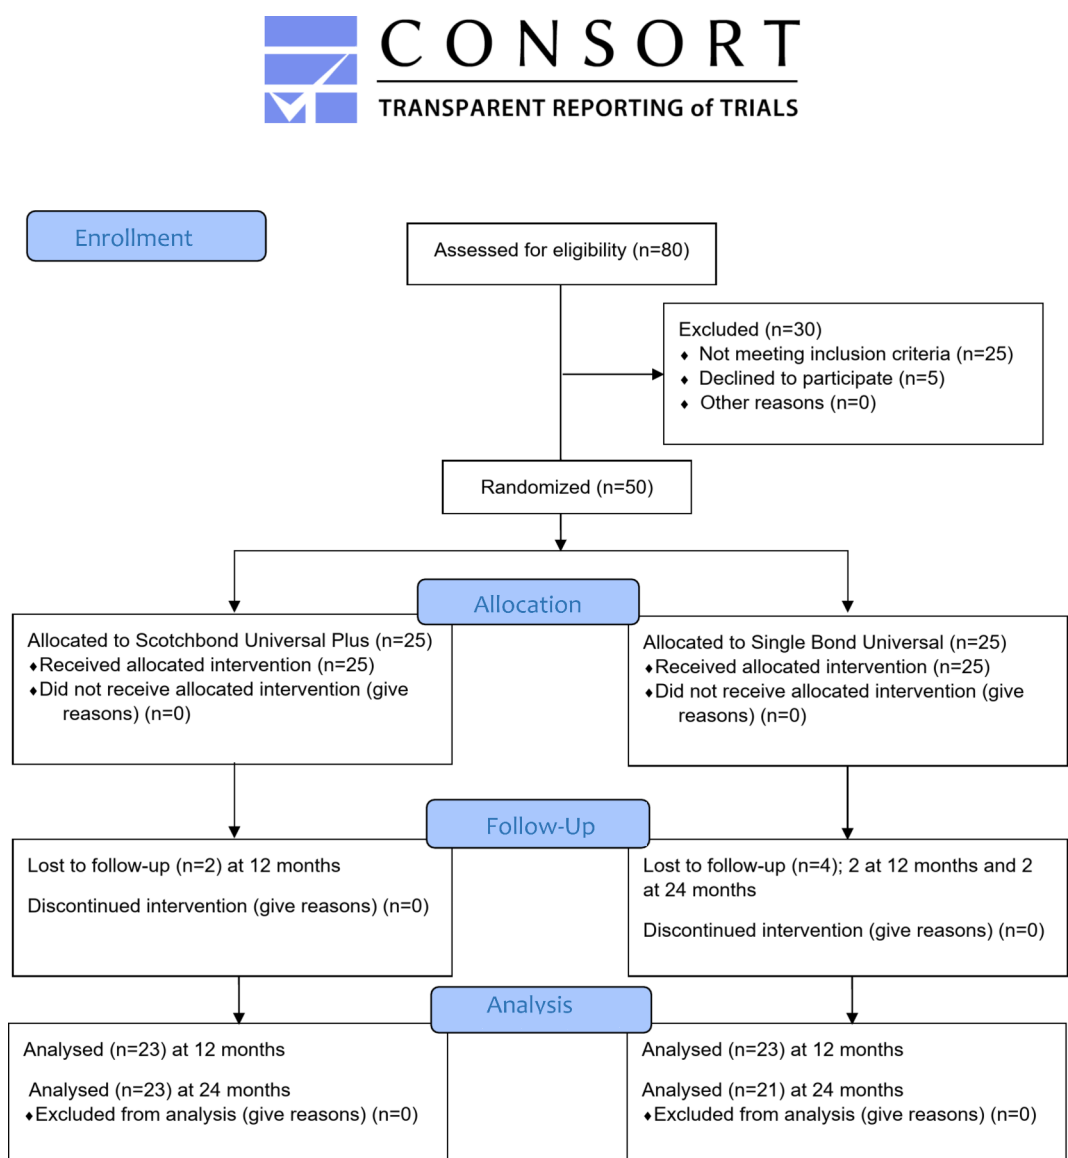 CONSORT
TRANSPARENT REPORTING of TRIALS
Enrollment
Assessed for eligibility (n=80)
Excluded (n=30)
♦ Not meeting inclusion criteria (n=25)
♦ Declined to participate (n=5)
♦ Other reasons (n=0)
Randomized (n=50)
Allocation
Allocated to Scotchbond Universal Plus (n=25)
♦Received allocated intervention (n=25)
♦Did not receive allocated intervention (give
reasons) (n=0)
Allocated to Single Bond Universal (n=25)
♦Received allocated intervention (n=25)
♦Did not receive allocated intervention (give
reasons) (n=0)
Follow-Up
Lost to follow-up (n=2) at 12 months
Discontinued intervention (give reasons) (n=0)
Lost to follow-up (n=4); 2 at 12 months and 2
at 24 months
Discontinued intervention (give reasons) (n=0)
Analysis
Analysed (n=23) at 12 months
Analysed (n=23) at 24 months
♦Excluded from analysis (give reasons) (n=0)
Analysed (n=23) at 12 months
Analysed (n=21) at 24 months
♦Excluded from analysis (give reasons) (n=0)